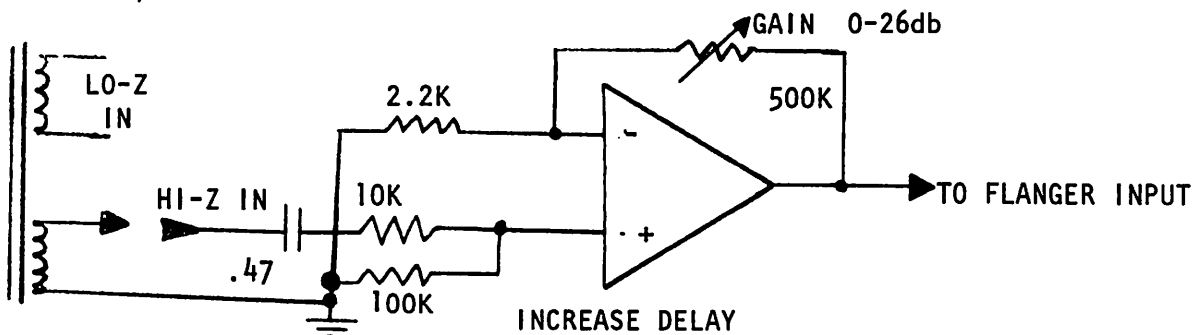 GAIN 0-26db
LO-Z
IN
2.2K
500K
-
HI-Z IN
10K
+
TO FLANGER INPUT
.47
100K
INCREASE DELAY